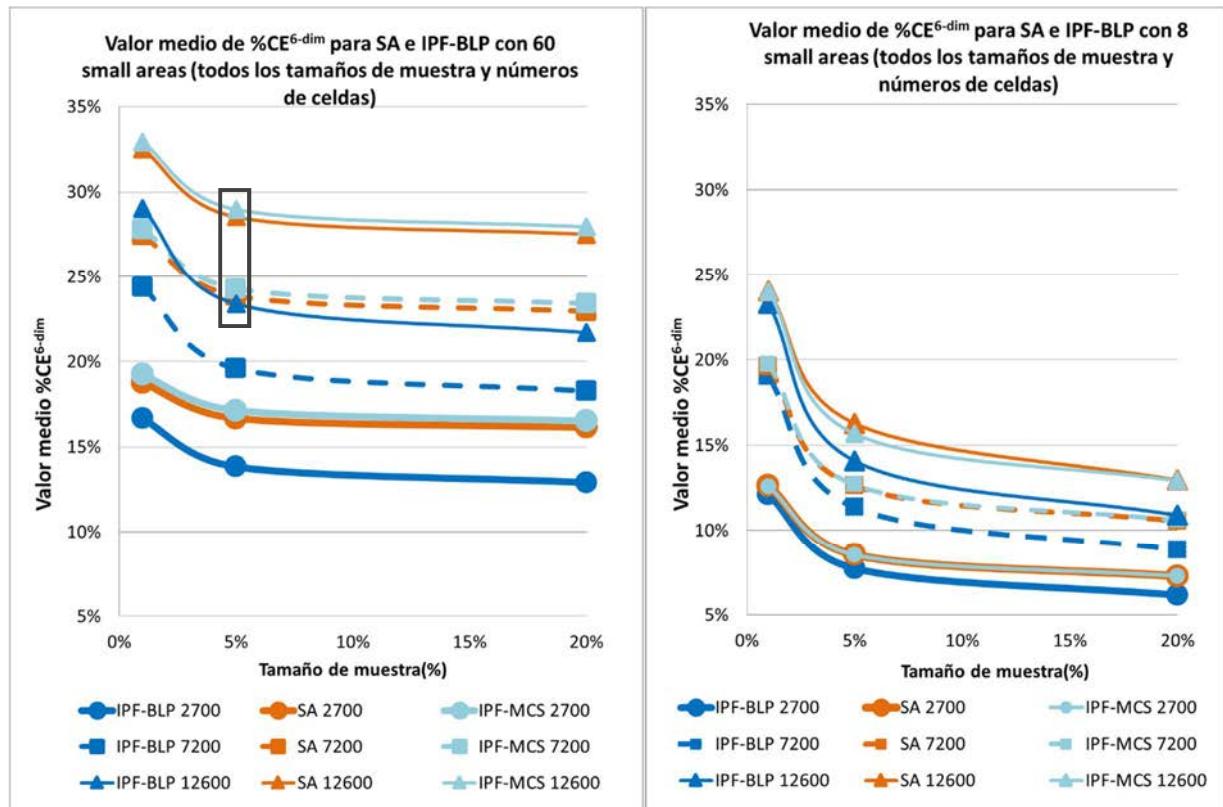 Valor medio de %CE6-dim para SA e IPF-BLP con 60
small areas (todos los tamaños de muestra y números
de celdas)
35%
30%
25%
20%
15%
10%
5%
Valor medio %CE6-dim
0%
5%
10%
15%
20%
Tamaño de muestra(%)
IPF-BLP 2700
SA 2700
IPF-MCS 2700
IPF-BLP 7200
SA 7200
IPF-MCS 7200
IPF-BLP 12600
SA 12600
IPF-MCS 12600
Valor medio de %CE6-dim para SA e IPF-BLP con 8
small areas (todos los tamaños de muestra y
números de celdas)
35%
30%
25%
20%
15%
10%
5%
Valor medio %CE6-dim
0%
5%
10%
15%
20%
Tamaño de muestra(%)
IPF-BLP 2700
SA 2700
IPF-MCS 2700
IPF-BLP 7200
SA 7200
IPF-MCS 7200
IPF-BLP 12600
SA 12600
IPF-MCS 12600